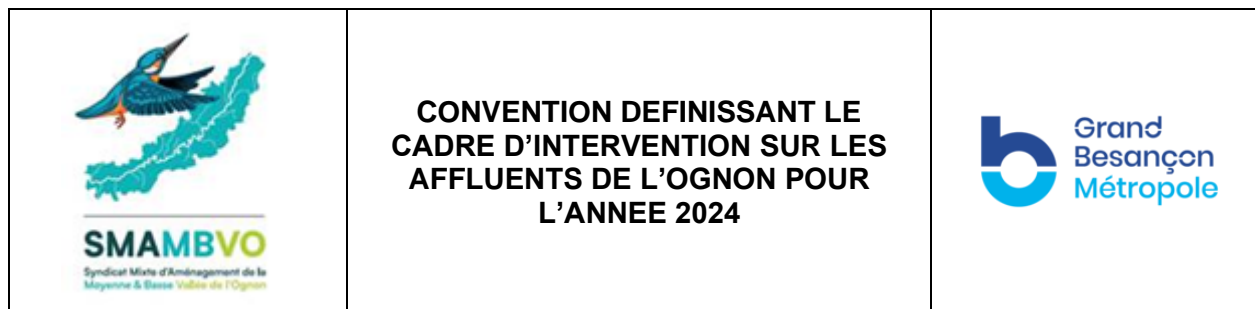 SMAMBVO
Syndicat Mixte d'Aménagement de la
Moyenne & Basse Vallée de l'Ognon
CONVENTION DEFINISSANT LE
CADRE D'INTERVENTION SUR LES
AFFLUENTS DE L'OGNON POUR
L'ANNEE 2024
Grand
Besançon
Métropole